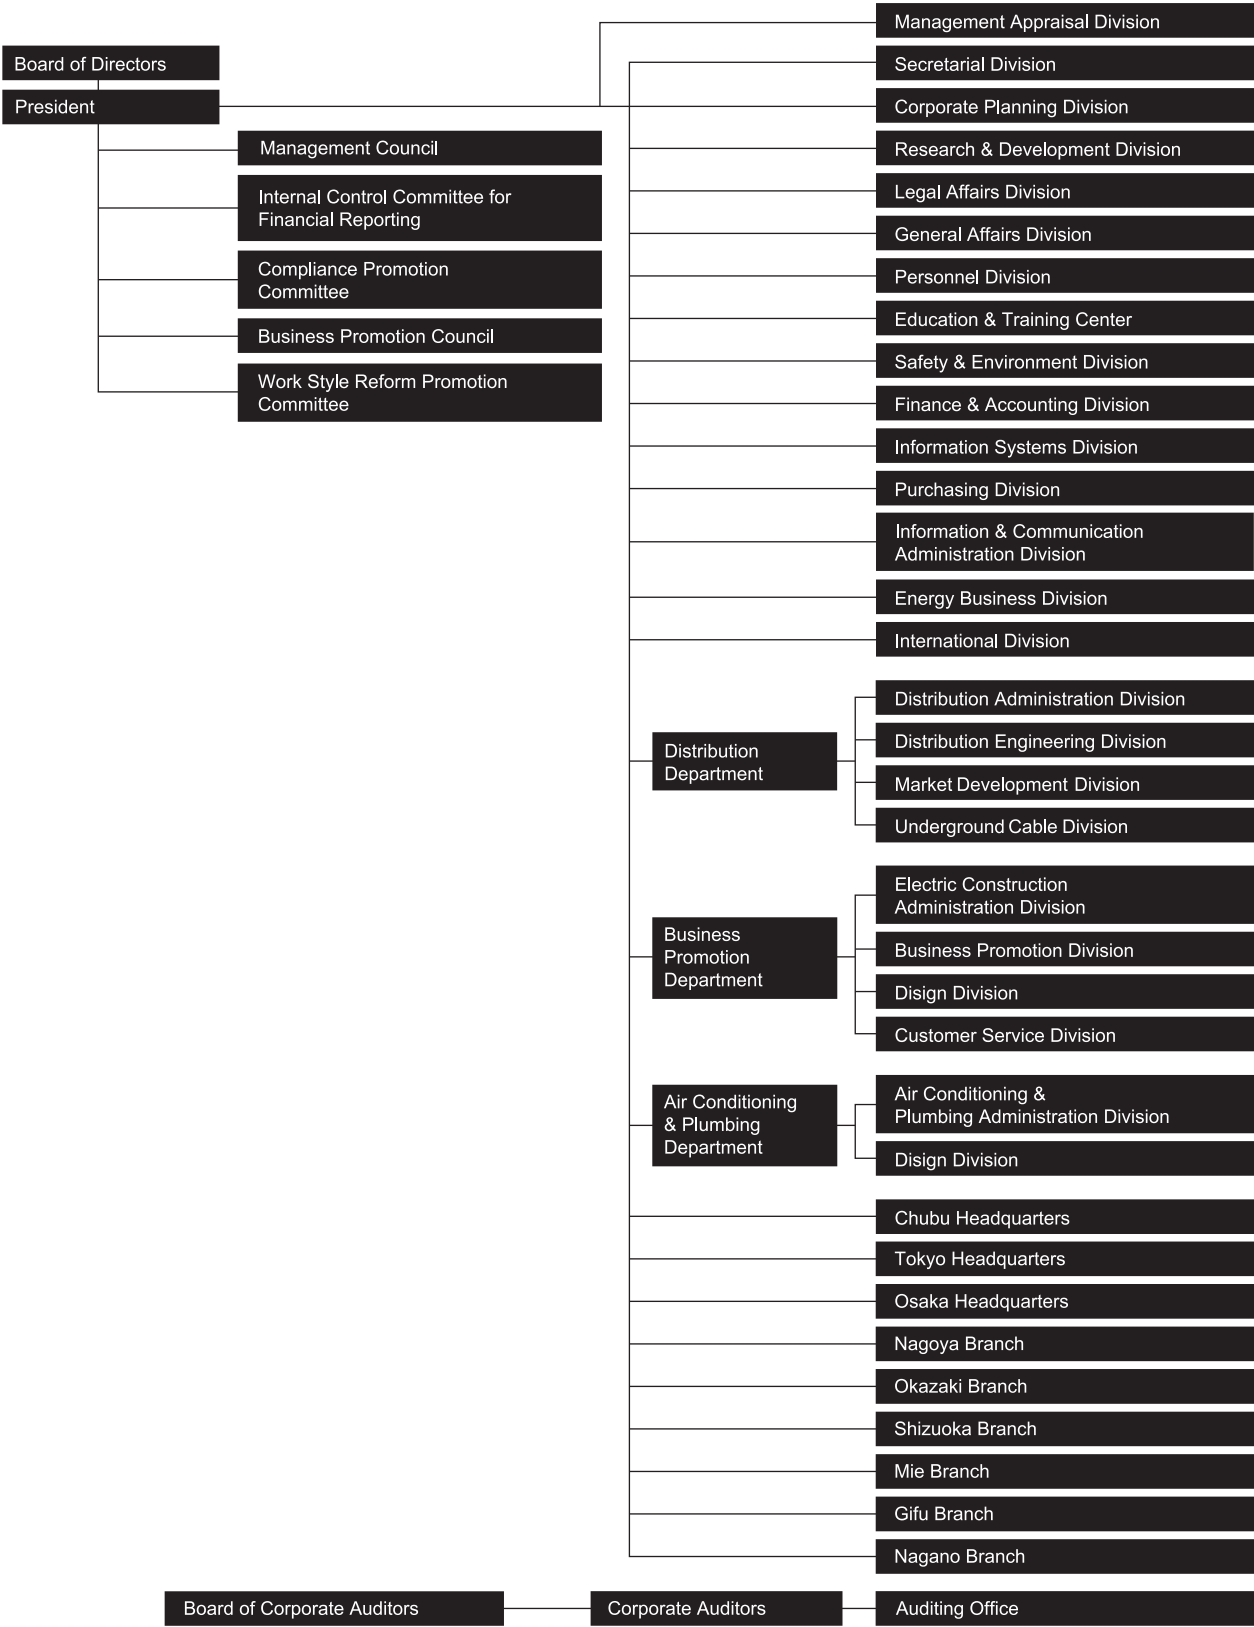 Board of Directors
President
Management Council
Internal Control Committee for
Financial Reporting
Compliance Promotion
Committee
Business Promotion Council
Work Style Reform Promotion
Committee
Management Appraisal Division
Secretarial Division
Corporate Planning Division
Research & Development Division
Legal Affairs Division
General Affairs Division
Personnel Division
Education & Training Center
Safety & Environment Division
Finance & Accounting Division
Information Systems Division
Purchasing Division
Information & Communication
Administration Division
Energy Business Division
International Division
Distribution
Department
Distribution Administration Division
Distribution Engineering Division
Market Development Division
Underground Cable Division
Business
Promotion
Department
Electric Construction
Administration Division
Business Promotion Division
Disign Division
Customer Service Division
Air Conditioning
& Plumbing
Department
Air Conditioning &
Plumbing Administration Division
Disign Division
Chubu Headquarters
Tokyo Headquarters
Osaka Headquarters
Nagoya Branch
Okazaki Branch
Shizuoka Branch
Mie Branch
Gifu Branch
Nagano Branch
Board of Corporate Auditors
Corporate Auditors
Auditing Office